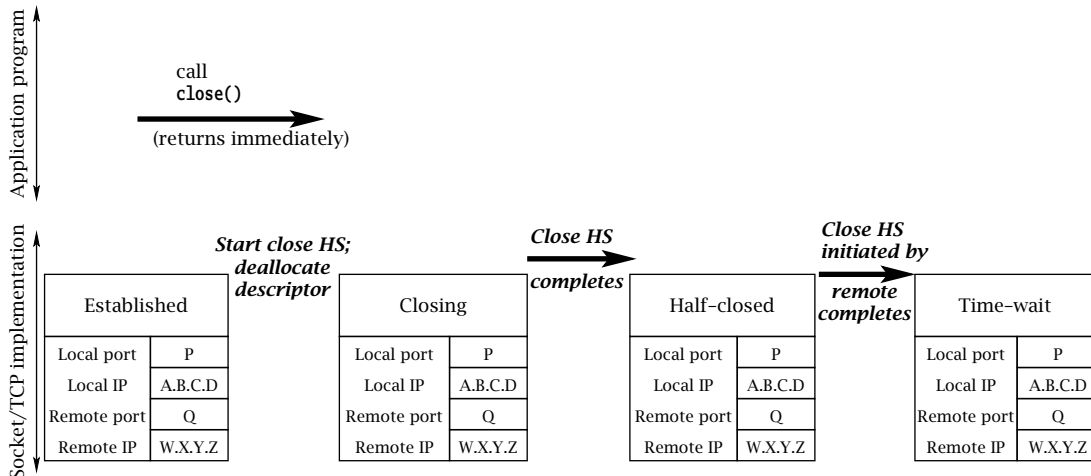 Application program
call
close()
(returns immediately)
Socket/TCP implementation
Start close HS;
deallocate
descriptor
Close HS
completes
Close HS
initiated by
remote
completes
Established
Local port P
Local IP A.B.C.D
Remote port Q
Remote IP W.X.Y.Z
Closing
Local port P
Local IP A.B.C.D
Remote port Q
Remote IP W.X.Y.Z
Half–closed
Local port P
Local IP A.B.C.D
Remote port Q
Remote IP W.X.Y.Z
Time–wait
Local port P
Local IP A.B.C.D
Remote port Q
Remote IP W.X.Y.Z